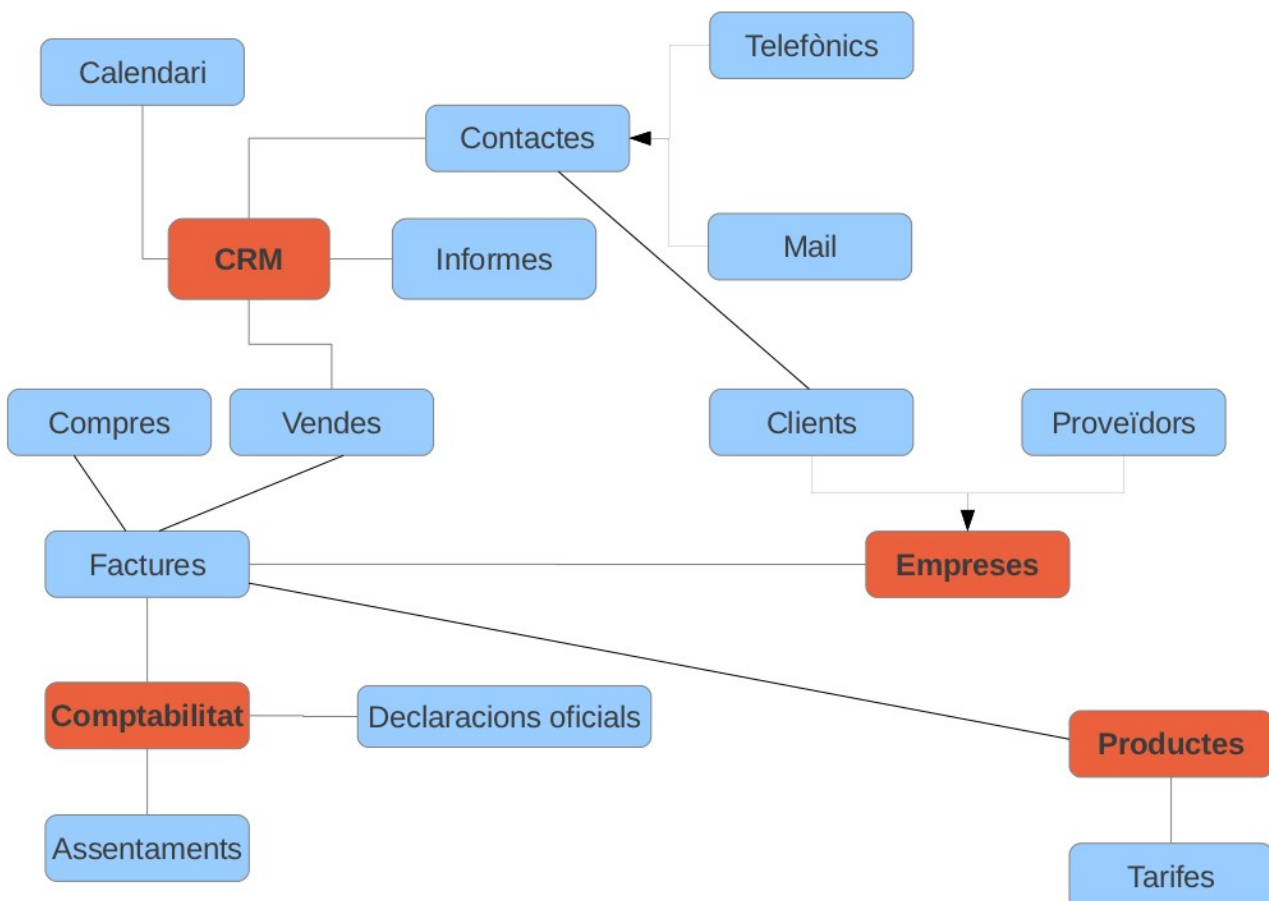 Telefònics
Calendari
Contactes
CRM
Informes
Mail
Compres
Vendes
Clients
Proveïdors
Factures
Empreses
Comptabilitat
Declaracions oficials
Productes
Assentaments
Tarifes